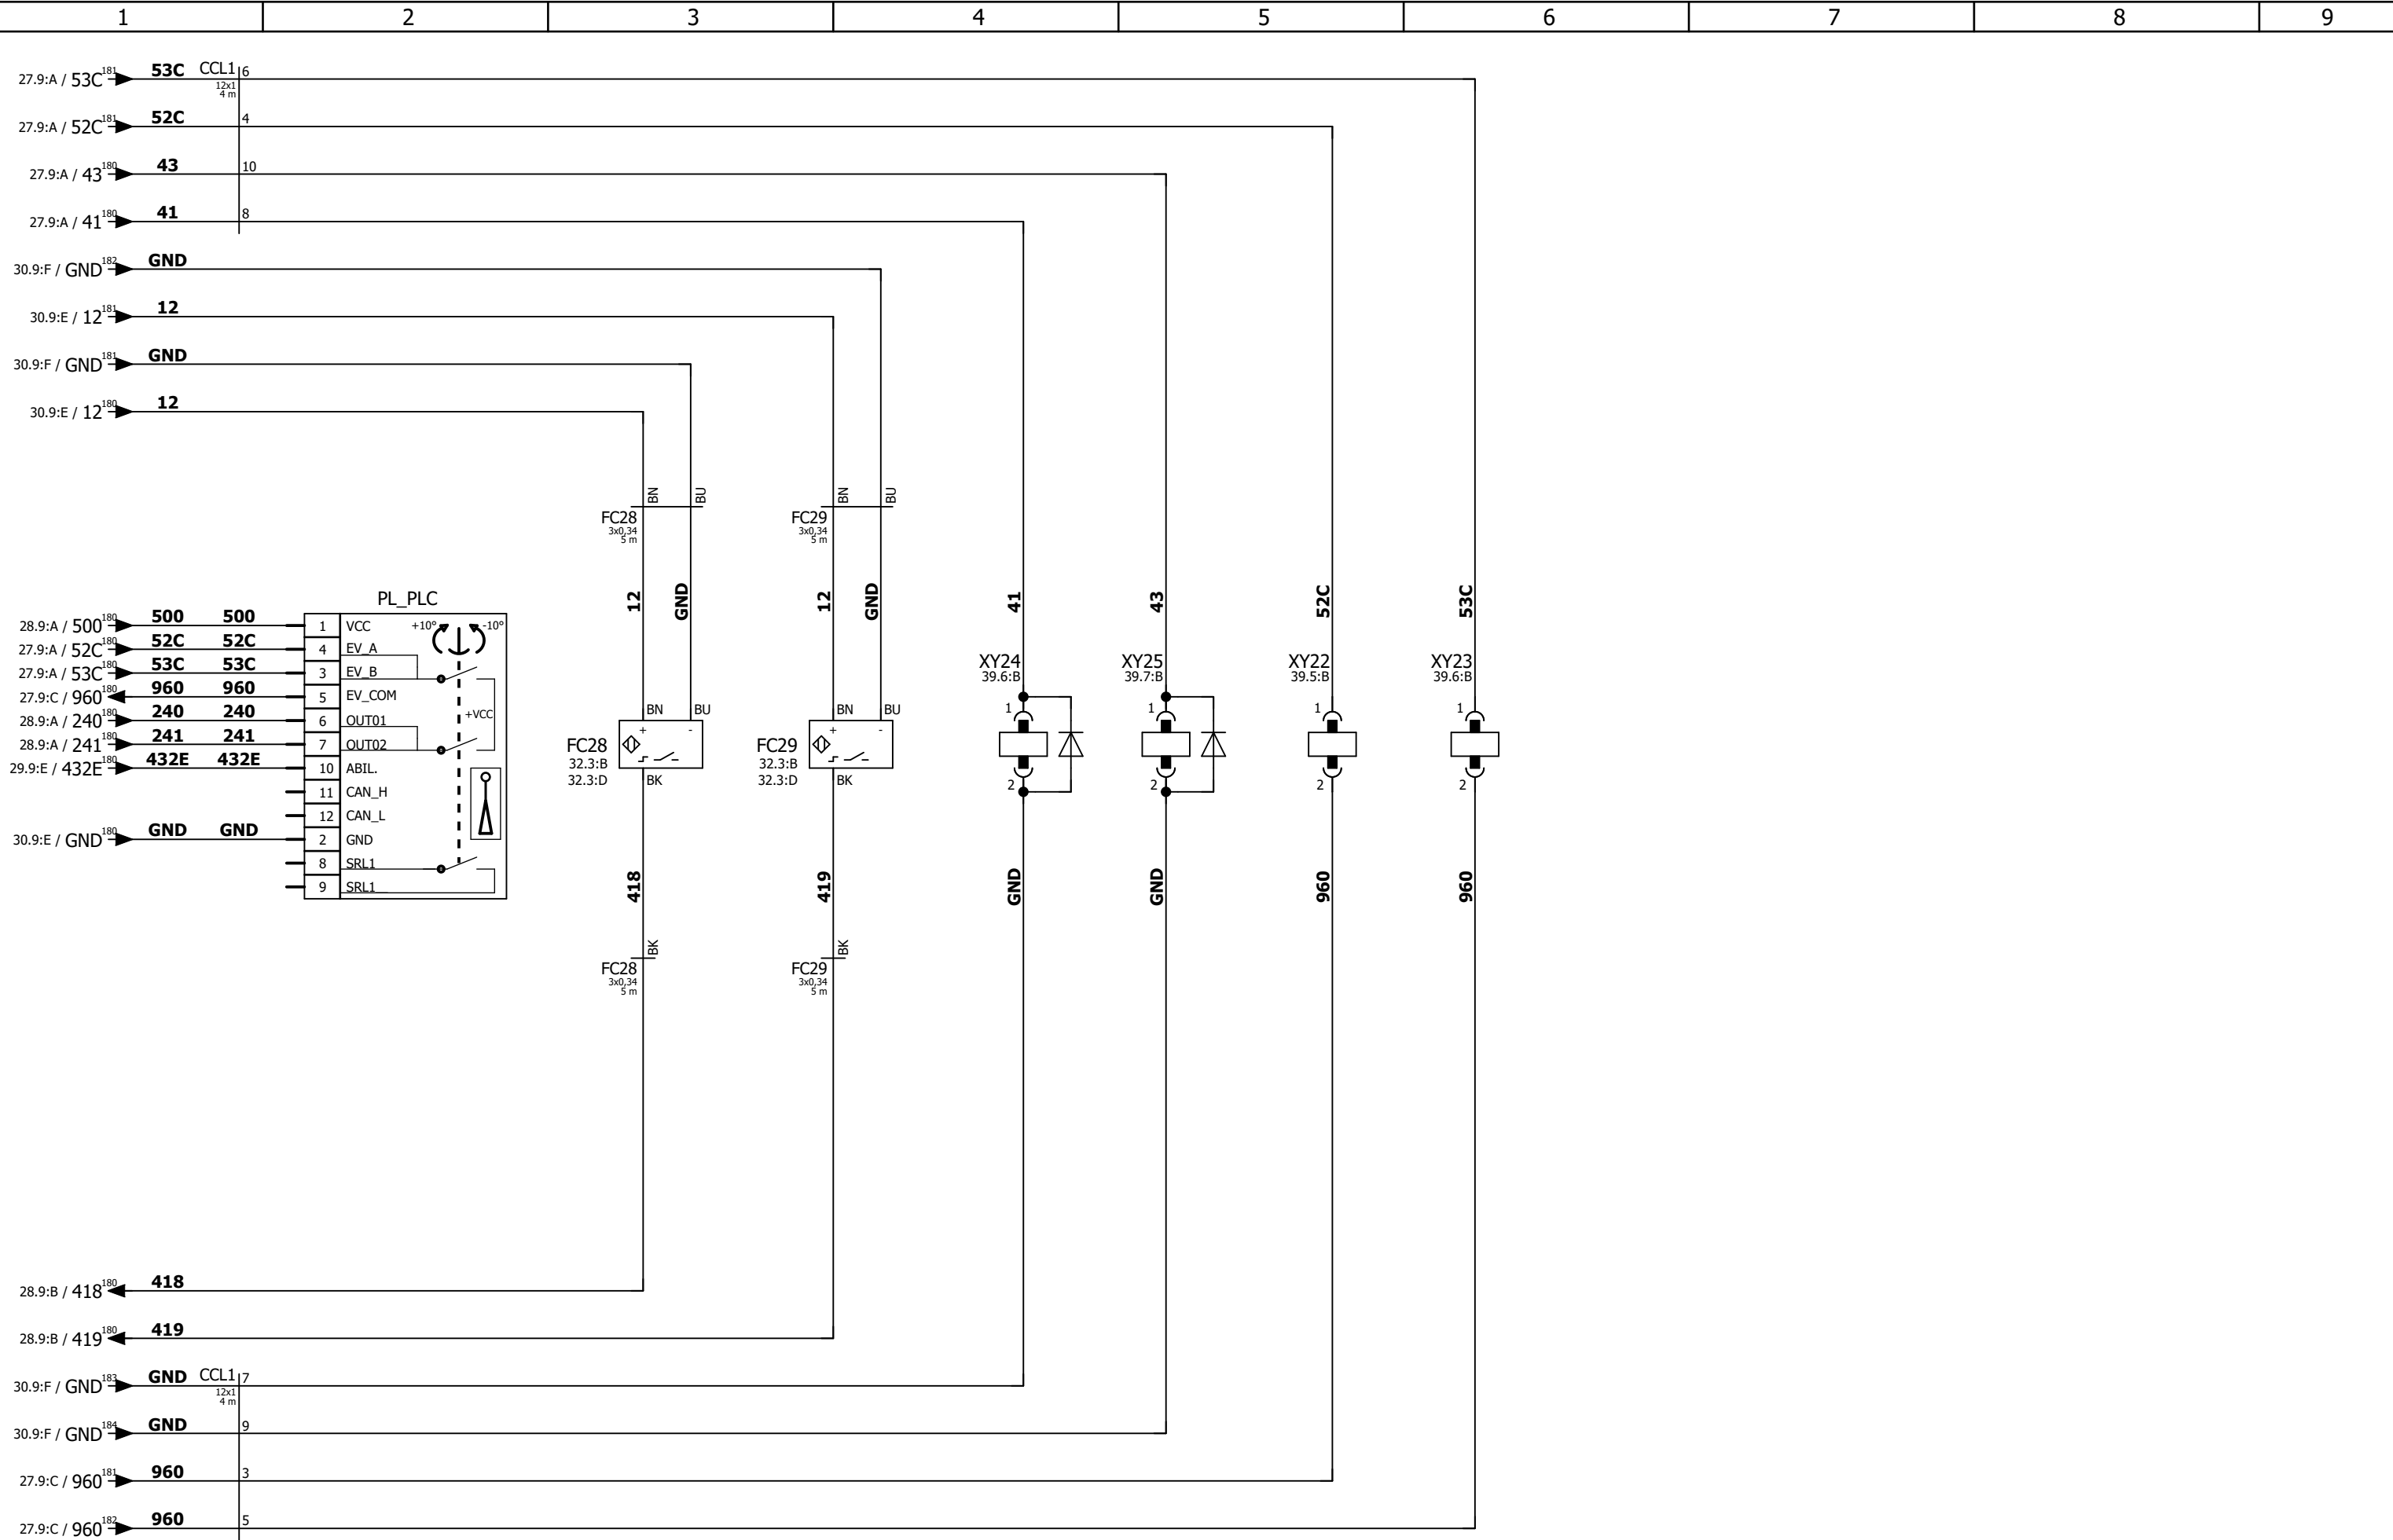 1 2 3 4 5 6 7 8 9
27.9:A / 53C 181 53C CCL1 6
12x1
4 m
27.9:A / 52C 181 52C 4
27.9:A / 43 180 43 10
27.9:A / 41 180 41 8
30.9:F / GND 182 GND
30.9:E / 12 181 12
30.9:F / GND 181 GND
30.9:E / 12 180 12
BN BU BN BU
FC28 FC29
3x0,34 3x0,34
5 m 5 m
12 GND 12 GND 41 43 52C 53C
PL_PLC
28.9:A / 500 180 500 500 1 VCC +10° -10°
27.9:A / 52C 180 52C 52C 4 EV_A
27.9:A / 53C 180 53C 53C 3 EV_B
27.9:C / 960 180 960 960 5 EV_COM
+VCC
28.9:A / 240 180 240 240 6 OUT01
28.9:A / 241 180 241 241 7 OUT02
29.9:E / 432E 180 432E 432E 10 ABIL.
11 CAN_H
12 CAN_L
30.9:E / GND 180 GND GND 2 GND
8 SRL1
9 SRL1
XY24 XY25 XY22 XY23
39.6:B 39.7:B 39.5:B 39.6:B
BN BU BN BU 1 1 1 1
+ - + -
FC28 FC29
32.3:B 32.3:B
32.3:D BK 32.3:D BK 2 2 2 2
418 419 GND GND 960 960
BK BK
FC28 FC29
3x0,34 3x0,34
5 m 5 m
28.9:B / 418 180 418
28.9:B / 419 180 419
30.9:F / GND 183 GND CCL1 7
12x1
4 m
30.9:F / GND 184 GND 9
27.9:C / 960 181 960 3
27.9:C / 960 182 960 5